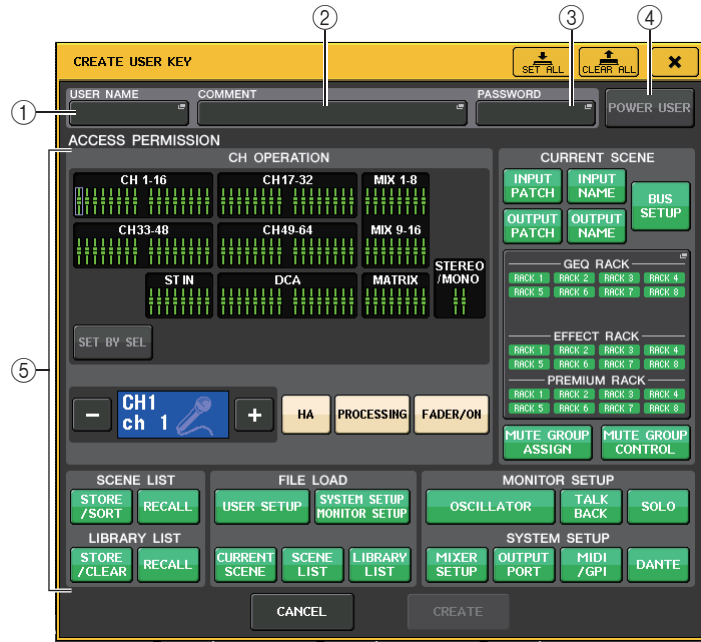 ① ② ③ ④ ⑤
CREATE USER KEY
SET ALL
CLEAR ALL
USER NAME
COMMENT
PASSWORD
POWER USER
ACCESS PERMISSION
CH OPERATION
CH 1-16
CH17-32
MIX 1-8
CH33-48
CH49-64
MIX 9-16
ST IN
DCA
MATRIX
STEREO
/MONO
SET BY SEL
−
CH1
ch 1
+
HA
PROCESSING
FADER/ON
CURRENT SCENE
INPUT
PATCH
INPUT
NAME
BUS
SETUP
OUTPUT
PATCH
OUTPUT
NAME
GEQ RACK
RACK 1 RACK 2 RACK 3 RACK 4
RACK 5 RACK 6 RACK 7 RACK 8
EFFECT RACK
RACK 1 RACK 2 RACK 3 RACK 4
RACK 5 RACK 6 RACK 7 RACK 8
PREMIUM RACK
RACK 1 RACK 2 RACK 3 RACK 4
RACK 5 RACK 6 RACK 7 RACK 8
MUTE GROUP
ASSIGN
MUTE GROUP
CONTROL
SCENE LIST
STORE
/SORT
RECALL
LIBRARY LIST
STORE
/CLEAR
RECALL
FILE LOAD
USER SETUP
SYSTEM SETUP
MONITOR SETUP
CURRENT
SCENE
SCENE
LIST
LIBRARY
LIST
MONITOR SETUP
OSCILLATOR
TALK
BACK
SOLO
SYSTEM SETUP
MIXER
SETUP
OUTPUT
PORT
MIDI
/GPI
DANTE
CANCEL
CREATE